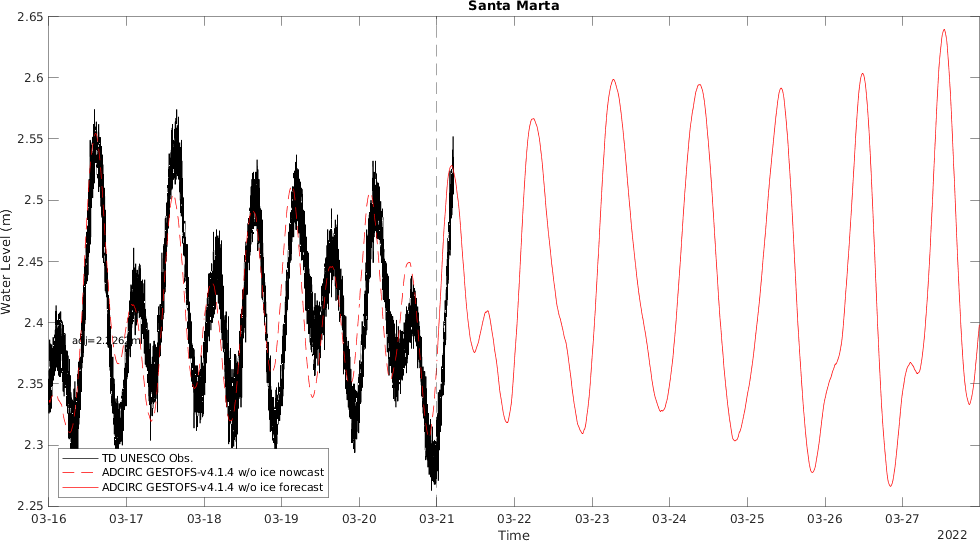 Santa Marta
2.65
2.6
2.55
2.5
2.45
2.4
2.35
2.3
2.25
Water Level (m)
TD UNESCO Obs.
ADCIRC GESTOFS-v4.1.4 w/o ice nowcast
ADCIRC GESTOFS-v4.1.4 w/o ice forecast
03-16 03-17 03-18 03-19 03-20 03-21 03-22 03-23 03-24 03-25 03-26 03-27
Time
2022